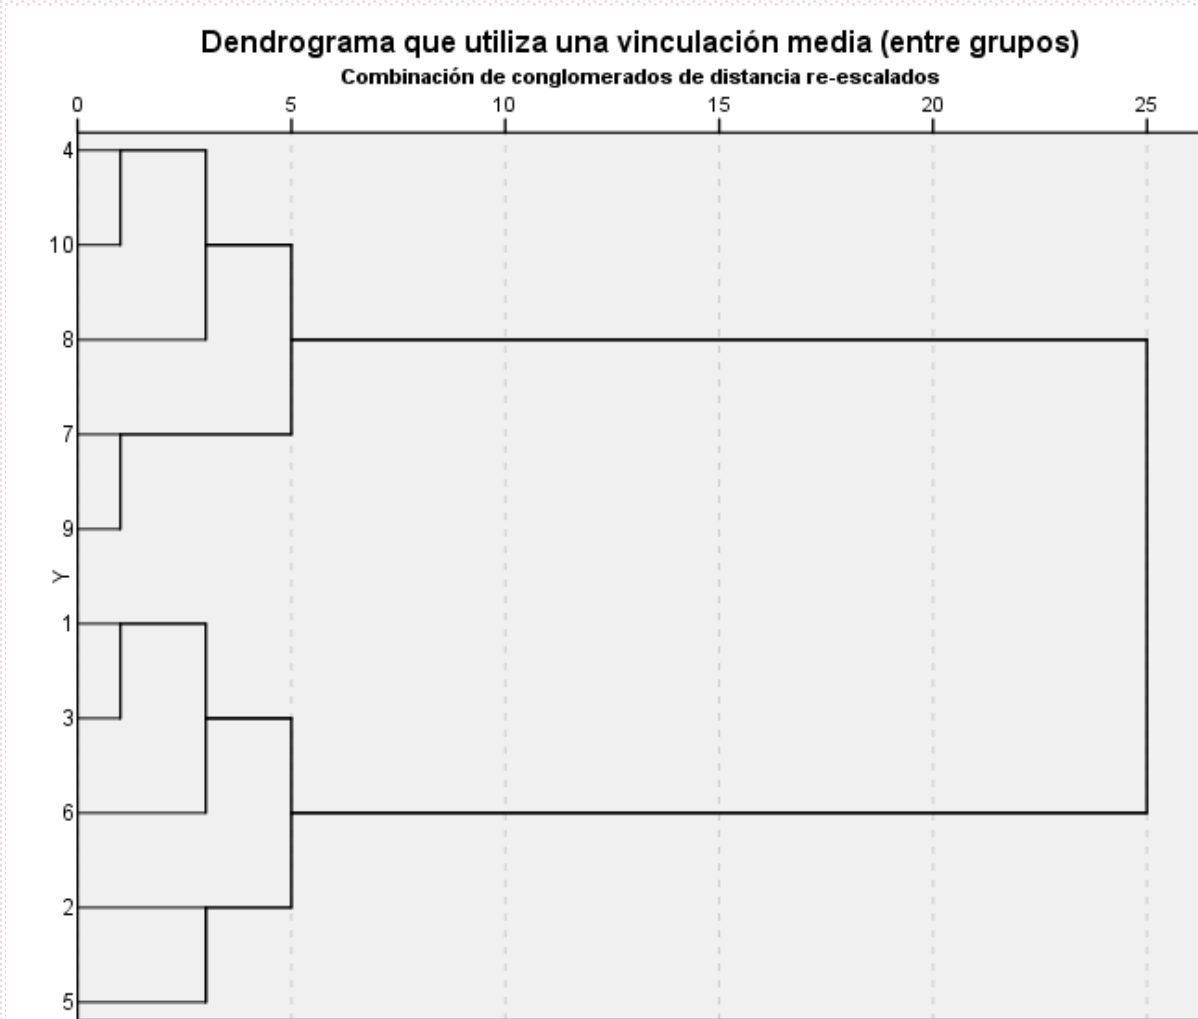 Dendrograma que utiliza una vinculación media (entre grupos)
Combinación de conglomerados de distancia re-escalados
0 5 10 15 20 25
4
10
8
7
9
Y
1
3
6
2
5